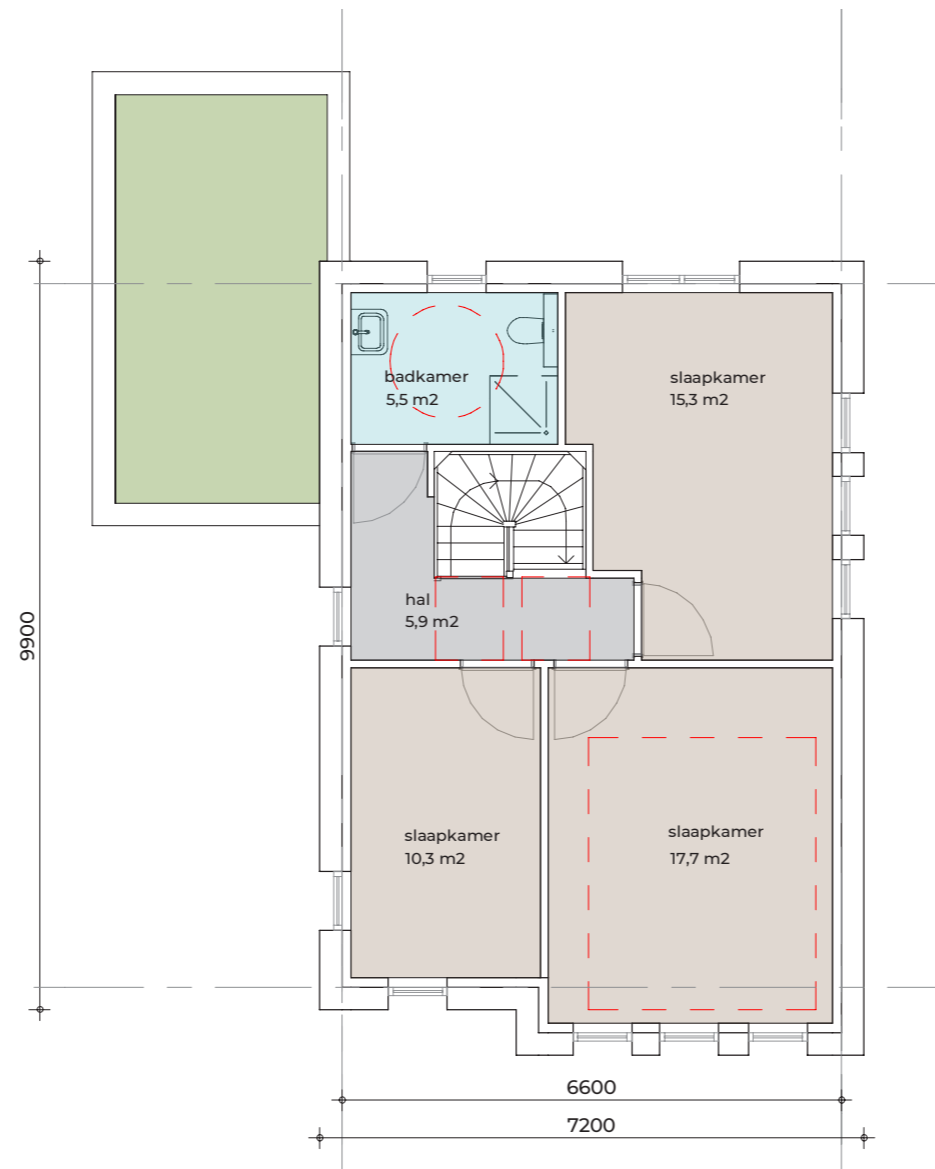 badkamer
5,5 m2
slaapkamer
15,3 m2
hal
5,9 m2
9900
slaapkamer
10,3 m2
slaapkamer
17,7 m2
6600
7200